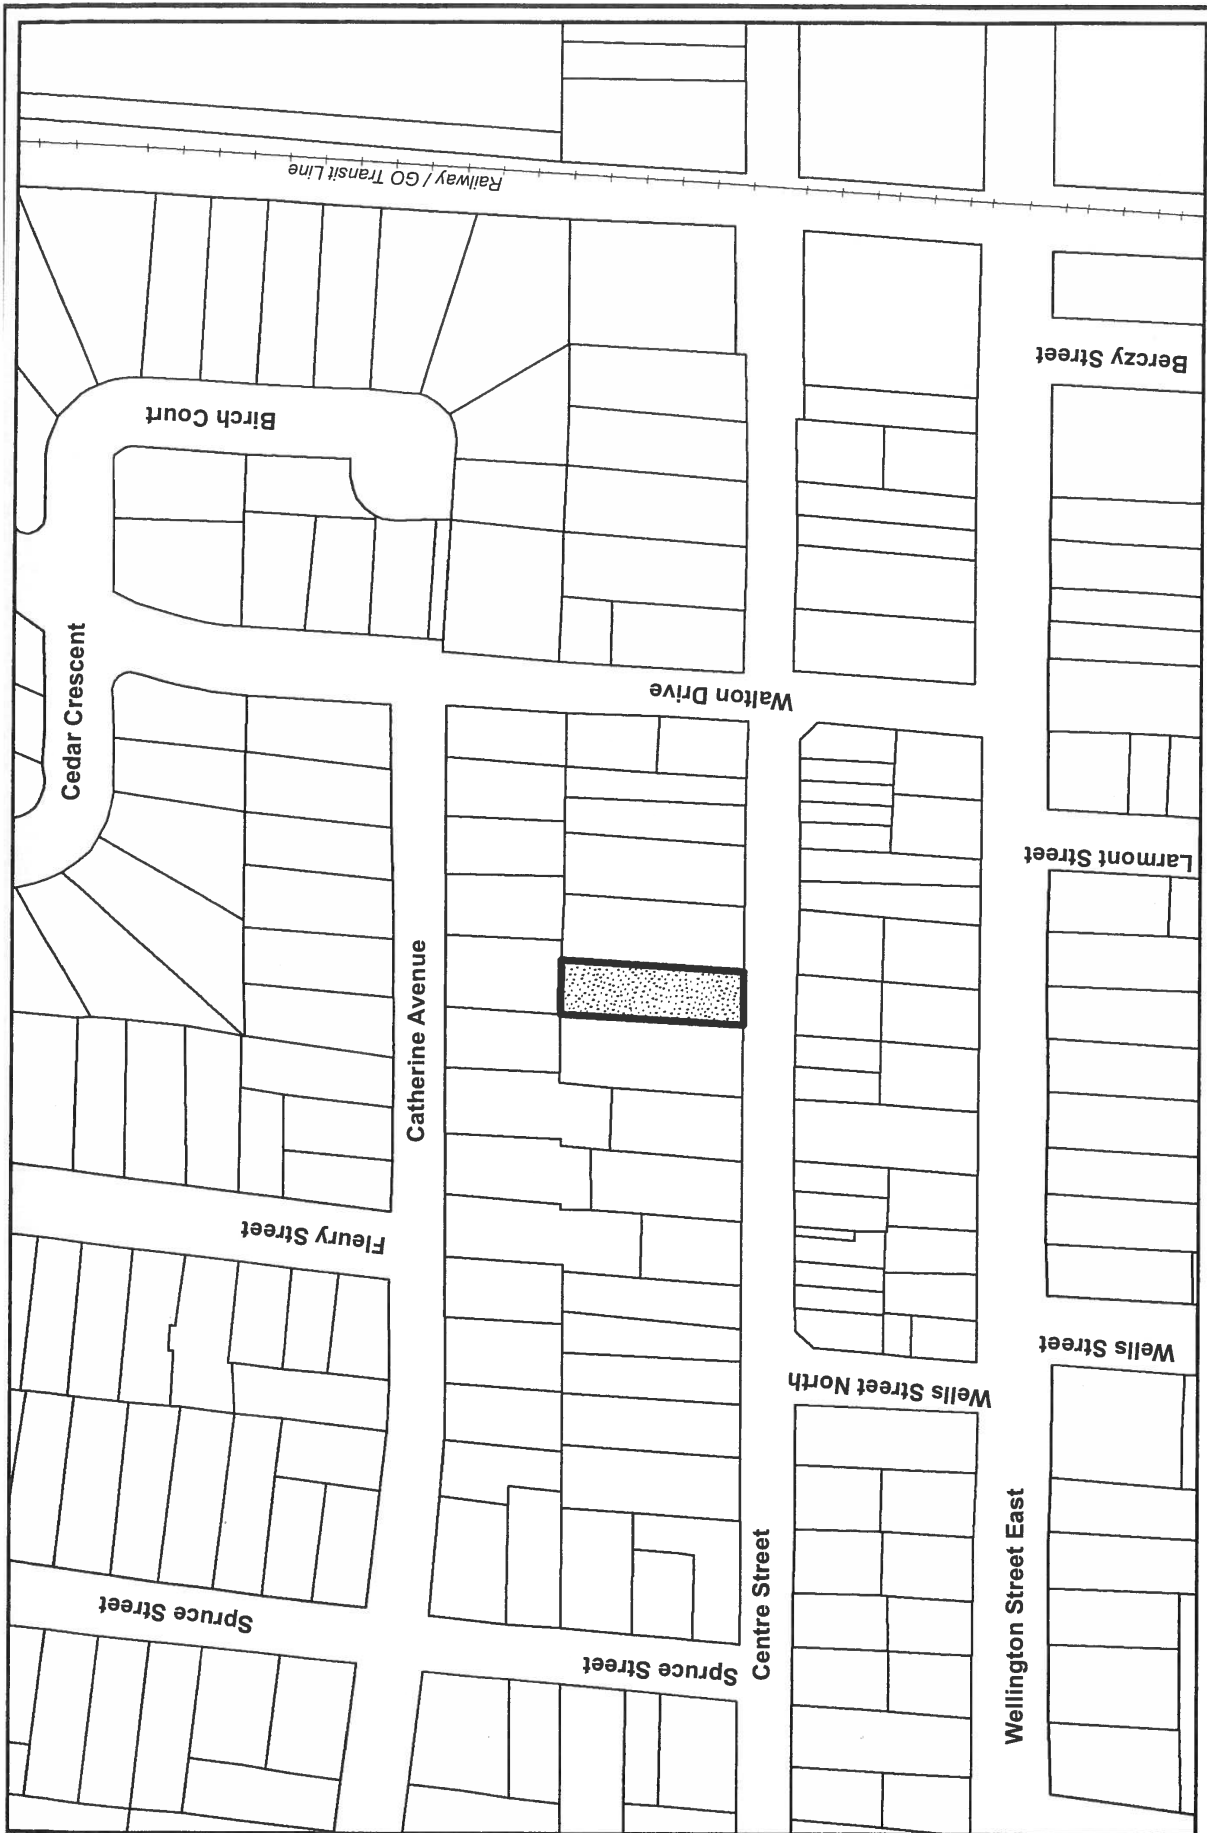 Railway / GO Transit Line
Berczy Street
Birch Court
Cedar Crescent
Walton Drive
Larmont Street
Catherine Avenue
Fleury Street
Wells Street
Wells Street North
Spruce Street
Spruce Street
Centre Street
Wellington Street East